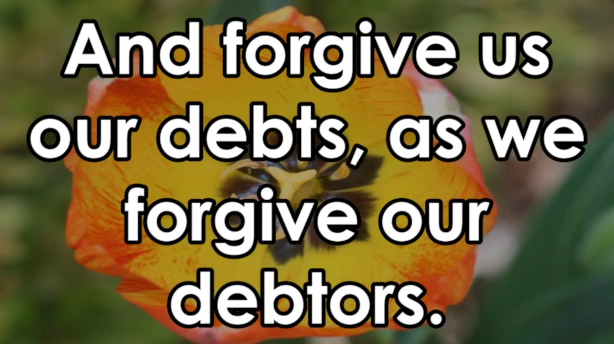 And forgive us
our debts, as we
forgive our
debtors.